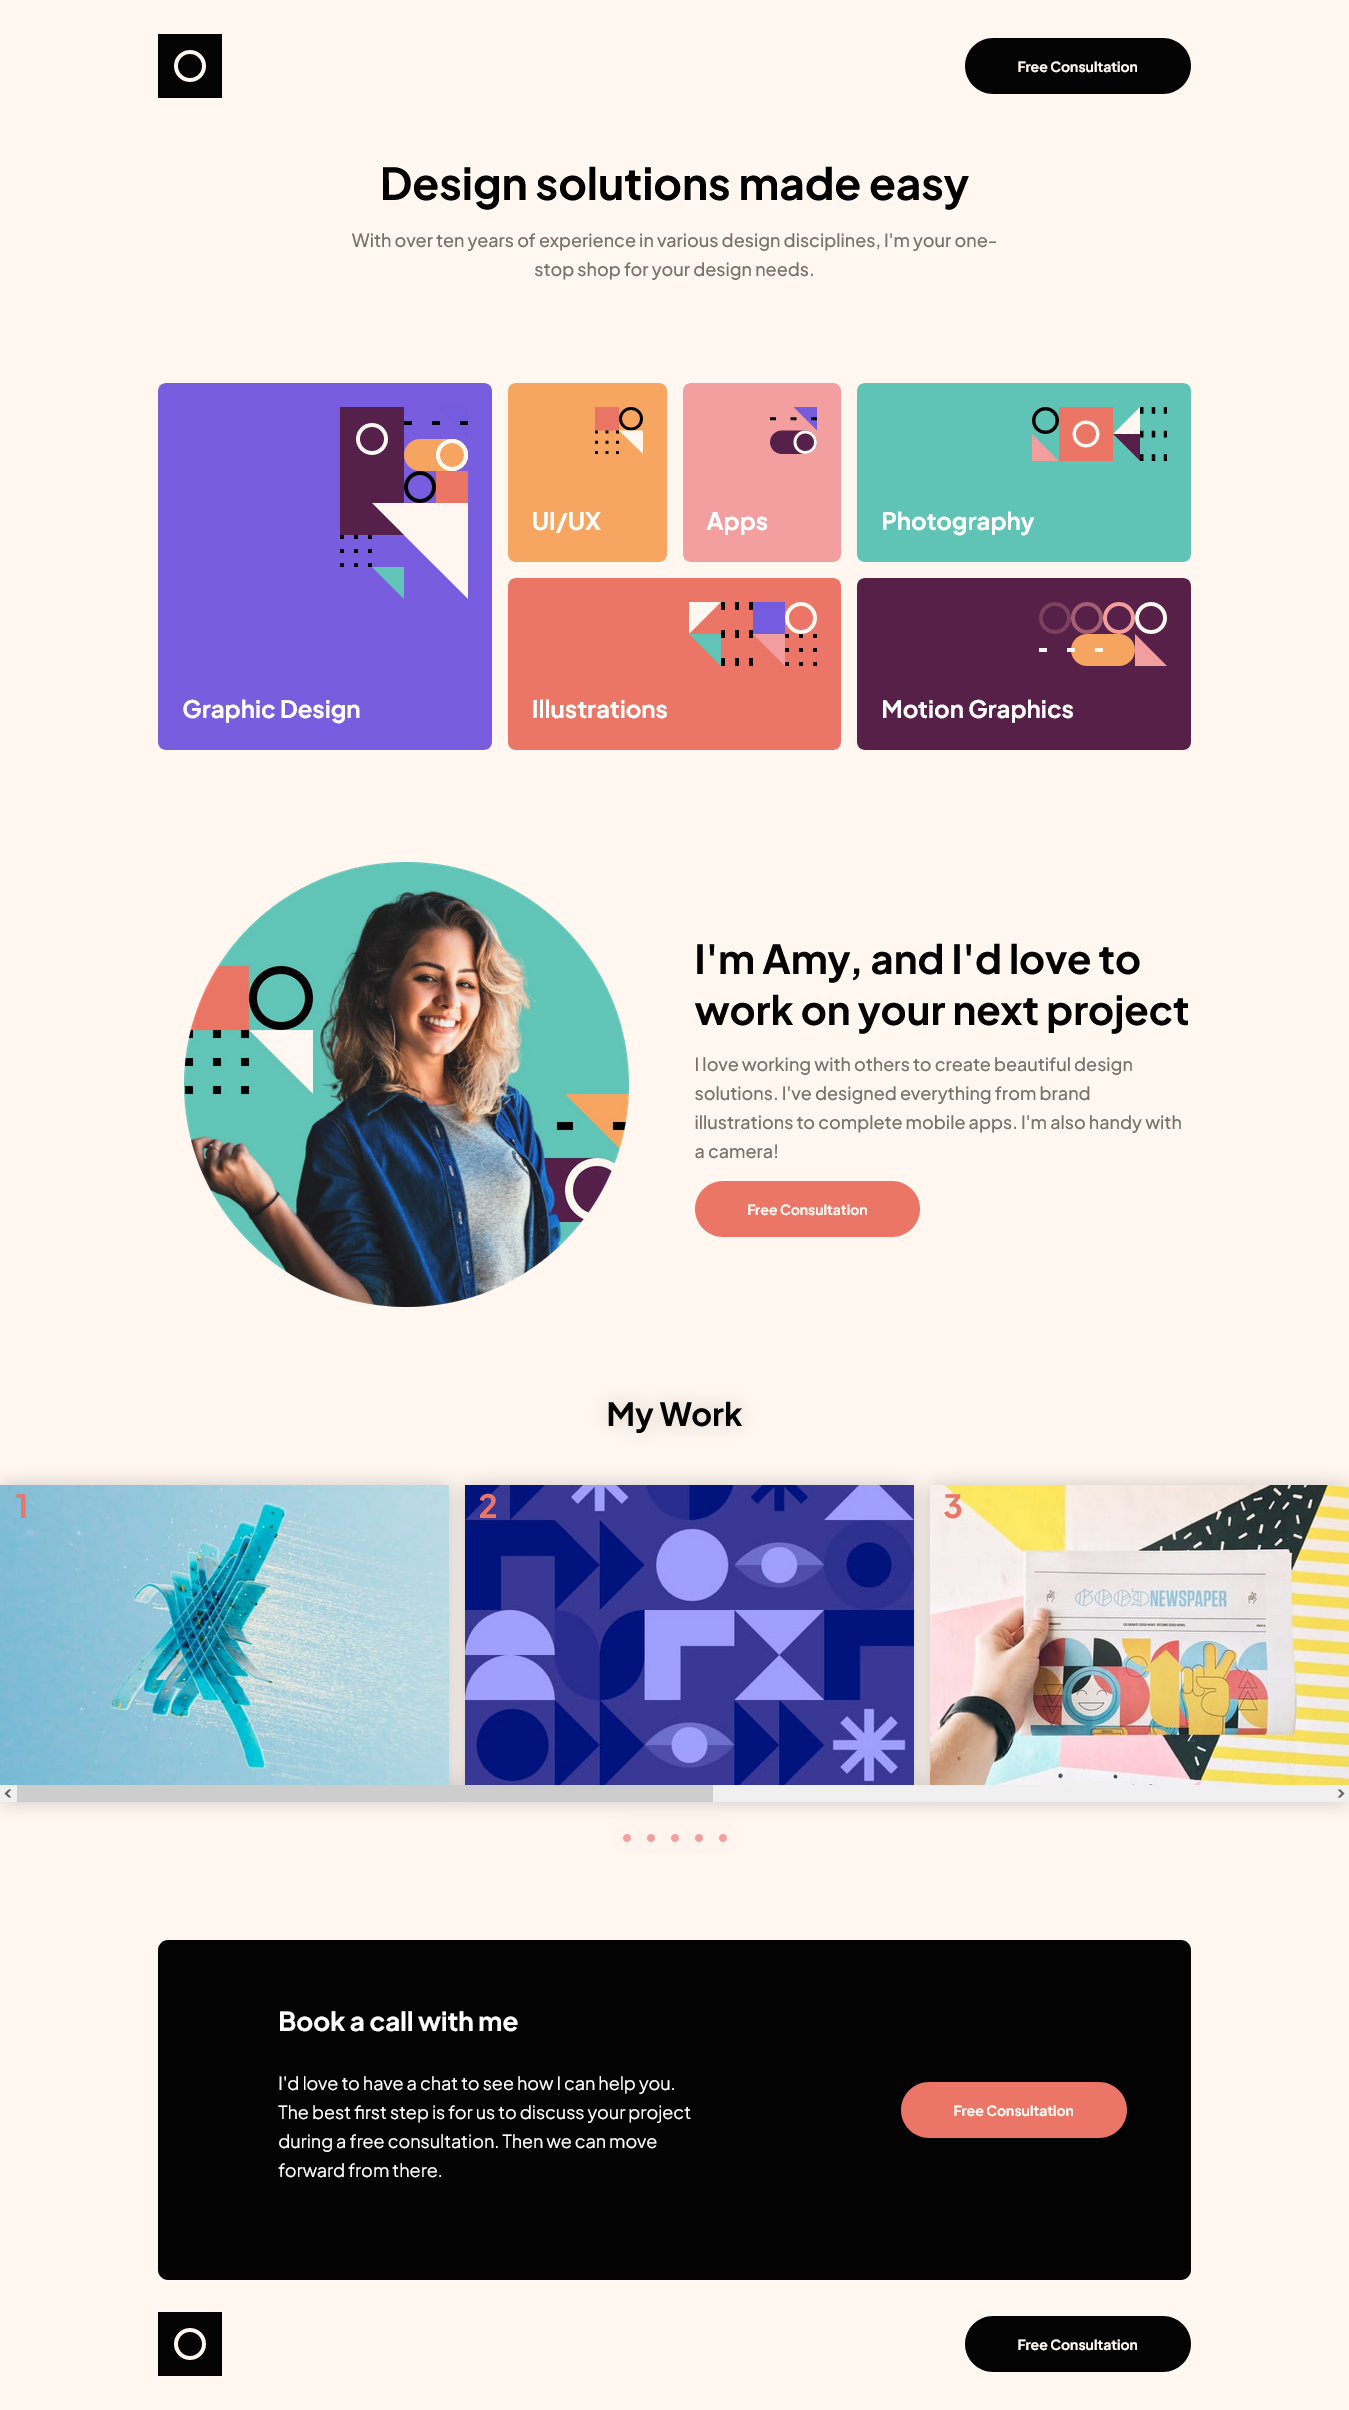 Free Consultation
Design solutions made easy
With over ten years of experience in various design disciplines, I'm your one-
stop shop for your design needs.
Graphic Design
UI/UX
Apps
Photography
Illustrations
Motion Graphics
I'm Amy, and I'd love to
work on your next project
I love working with others to create beautiful design
solutions. I've designed everything from brand
illustrations to complete mobile apps. I'm also handy with
a camera!
Free Consultation
My Work
1
2
3
GOOD NEWSPAPER
Book a call with me
I'd love to have a chat to see how I can help you.
The best first step is for us to discuss your project
during a free consultation. Then we can move
forward from there.
Free Consultation
Free Consultation